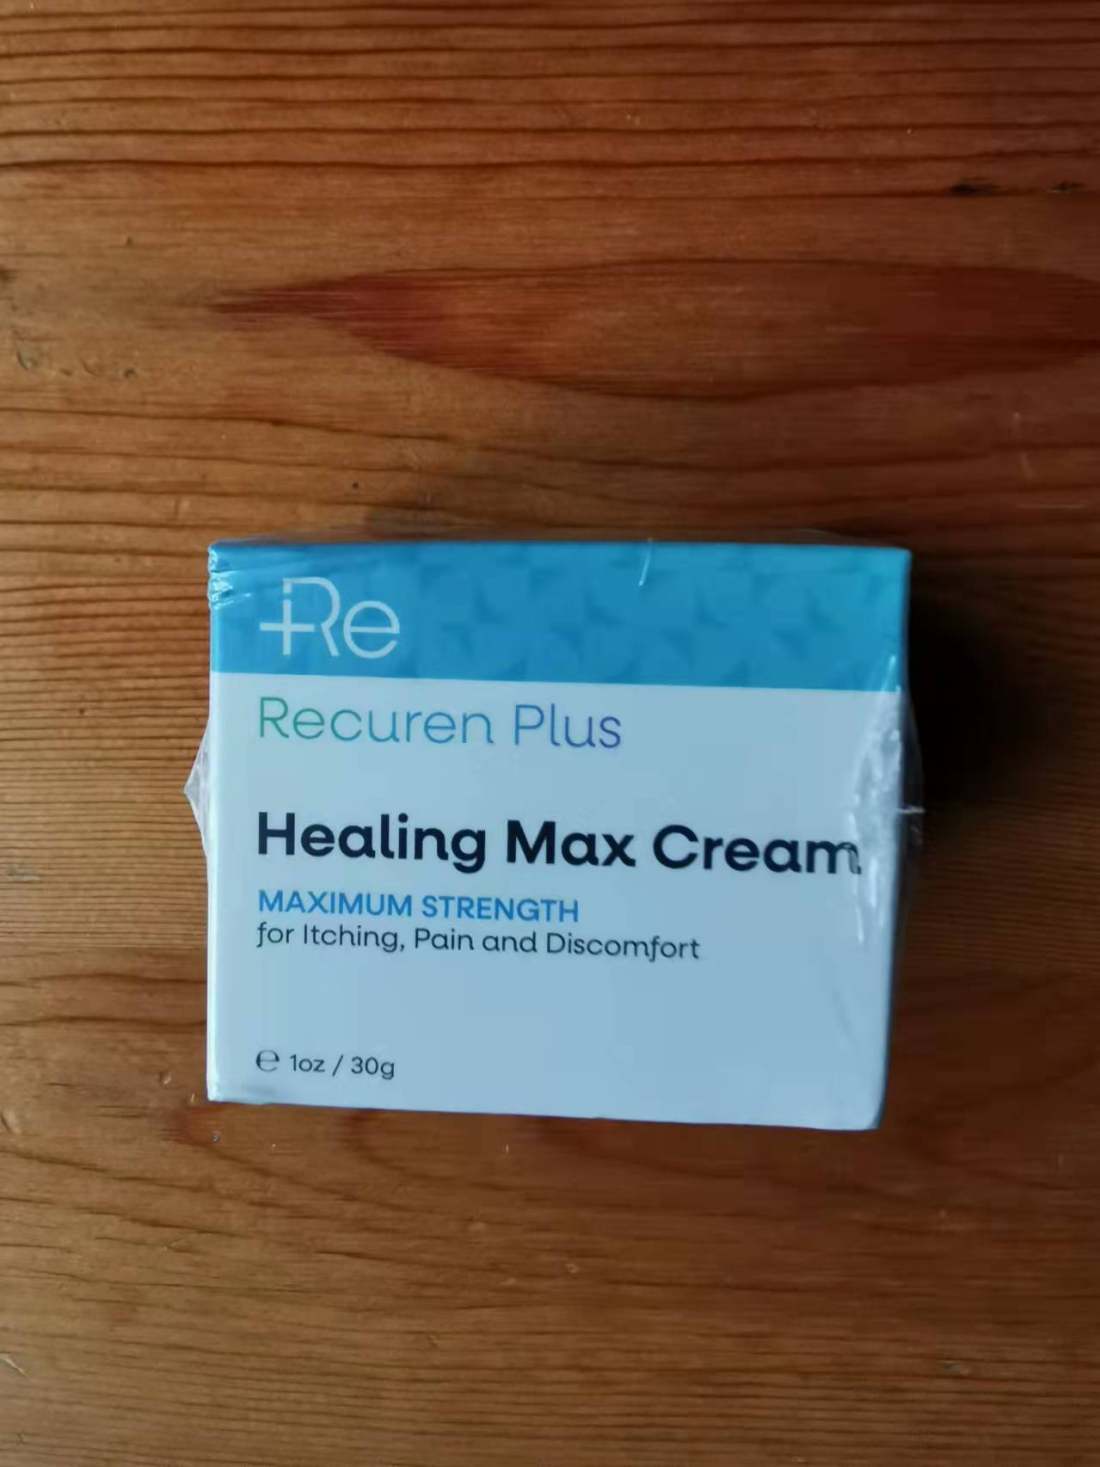 Re
Recuren Plus
Healing Max Cream
MAXIMUM STRENGTH
for Itching, Pain and Discomfort
℮ 1oz / 30g